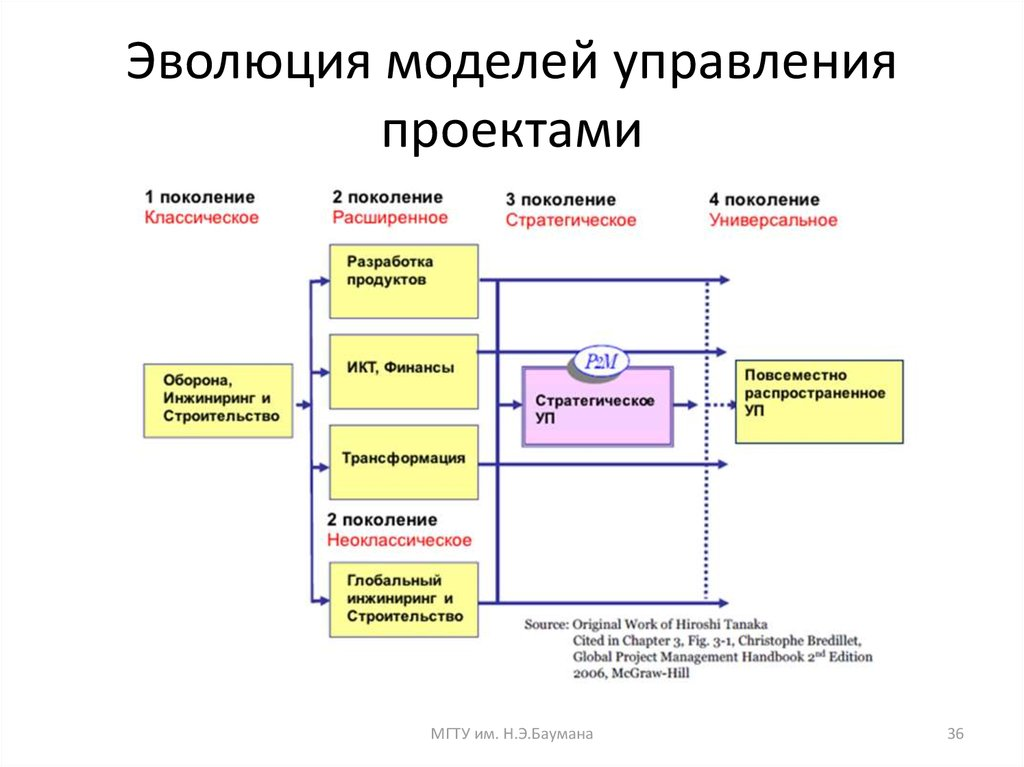 Эволюция моделей управления
проектами
1 поколение
Классическое
2 поколение
Расширенное
3 поколение
Стратегическое
4 поколение
Универсальное
Разработка
продуктов
ИКТ, Финансы
P2M
Оборона,
Инжиниринг и
Строительство
Стратегическое
УП
Повсеместно
распространенное
УП
Трансформация
2 поколение
Неоклассическое
Глобальный
инжиниринг и
Строительство
Source: Original Work of Hiroshi Tanaka
Cited in Chapter 3, Fig. 3-1, Christophe Bredillet,
Global Project Management Handbook 2nd Edition
2006, McGraw-Hill
МГТУ им. Н.Э.Баумана
36